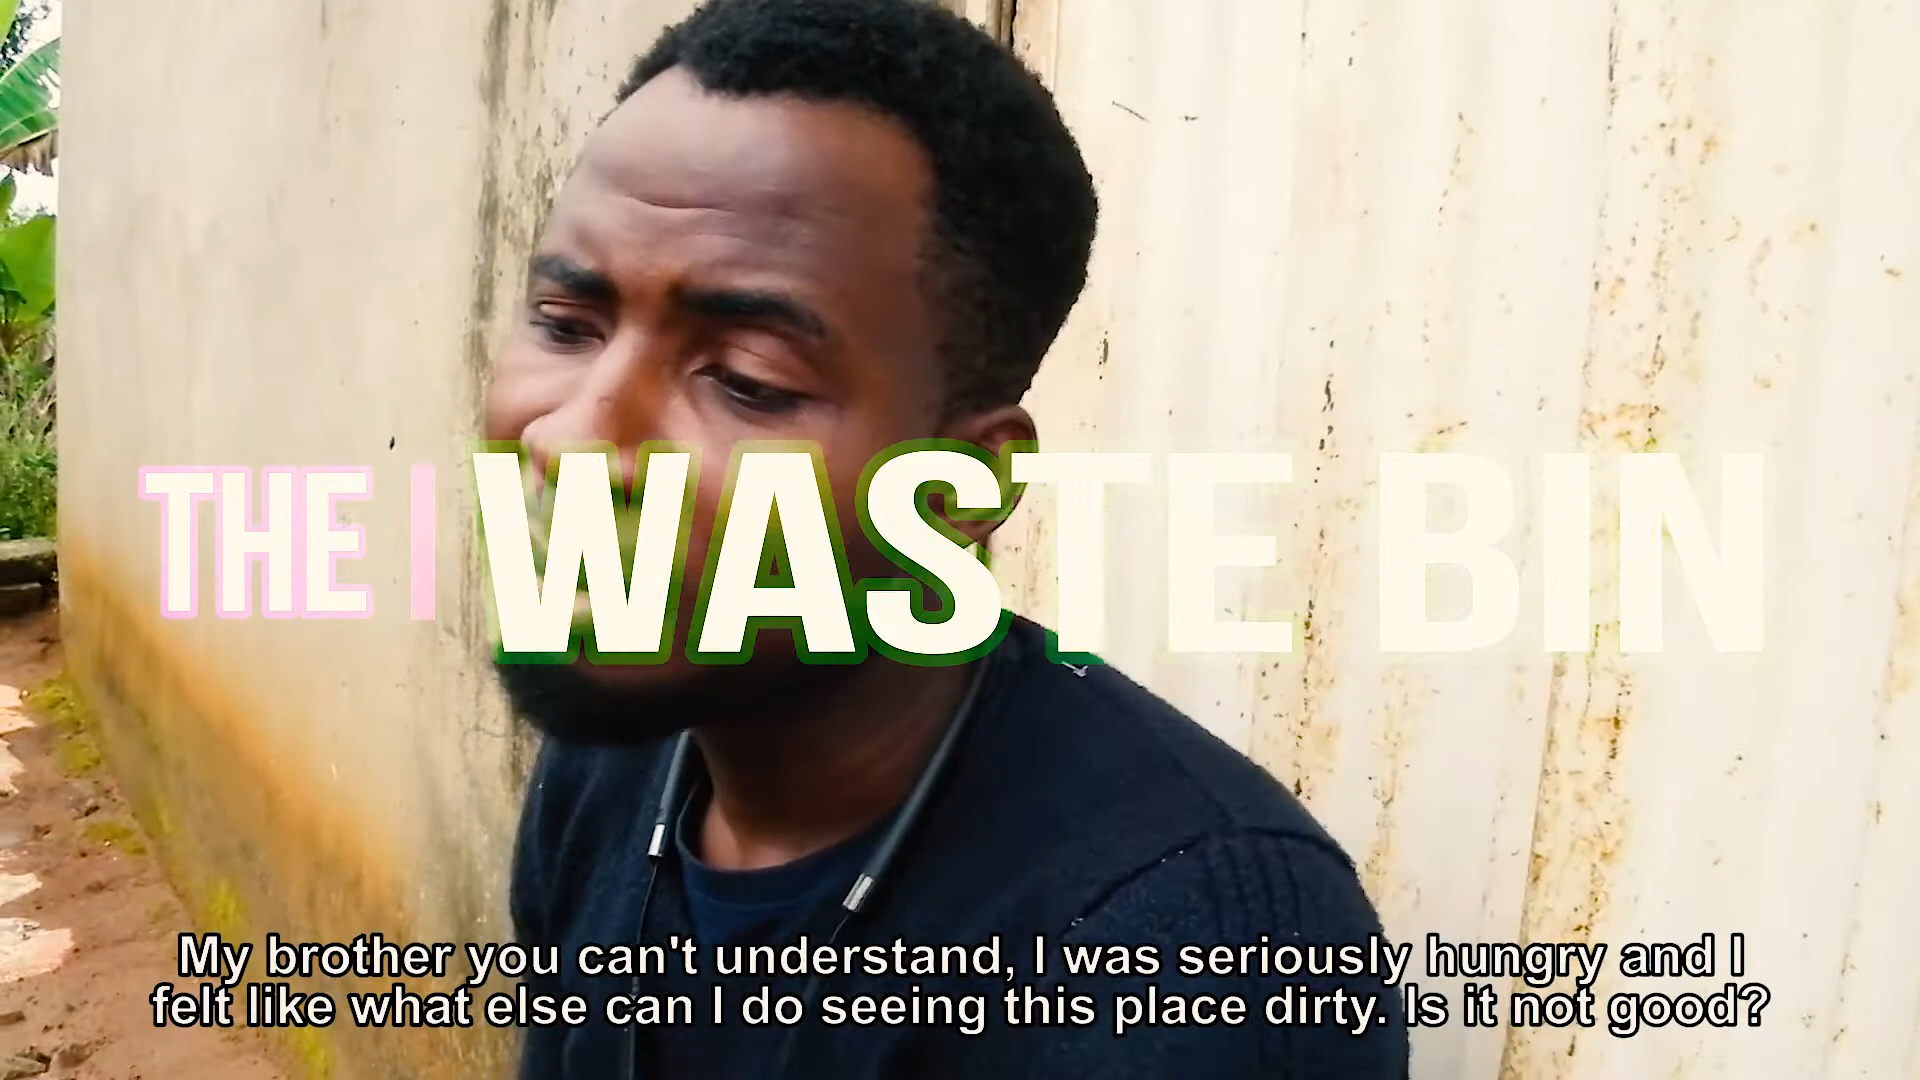 THE I WASTE BIN
My brother you can't understand, I was seriously hungry and I
felt like what else can I do seeing this place dirty. Is it not good?